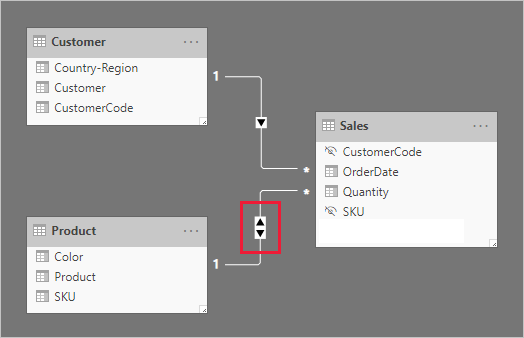 Customer
Country-Region
Customer
CustomerCode
1
*
Sales
CustomerCode
OrderDate
Quantity
SKU
*
Product
Color
Product
SKU
1